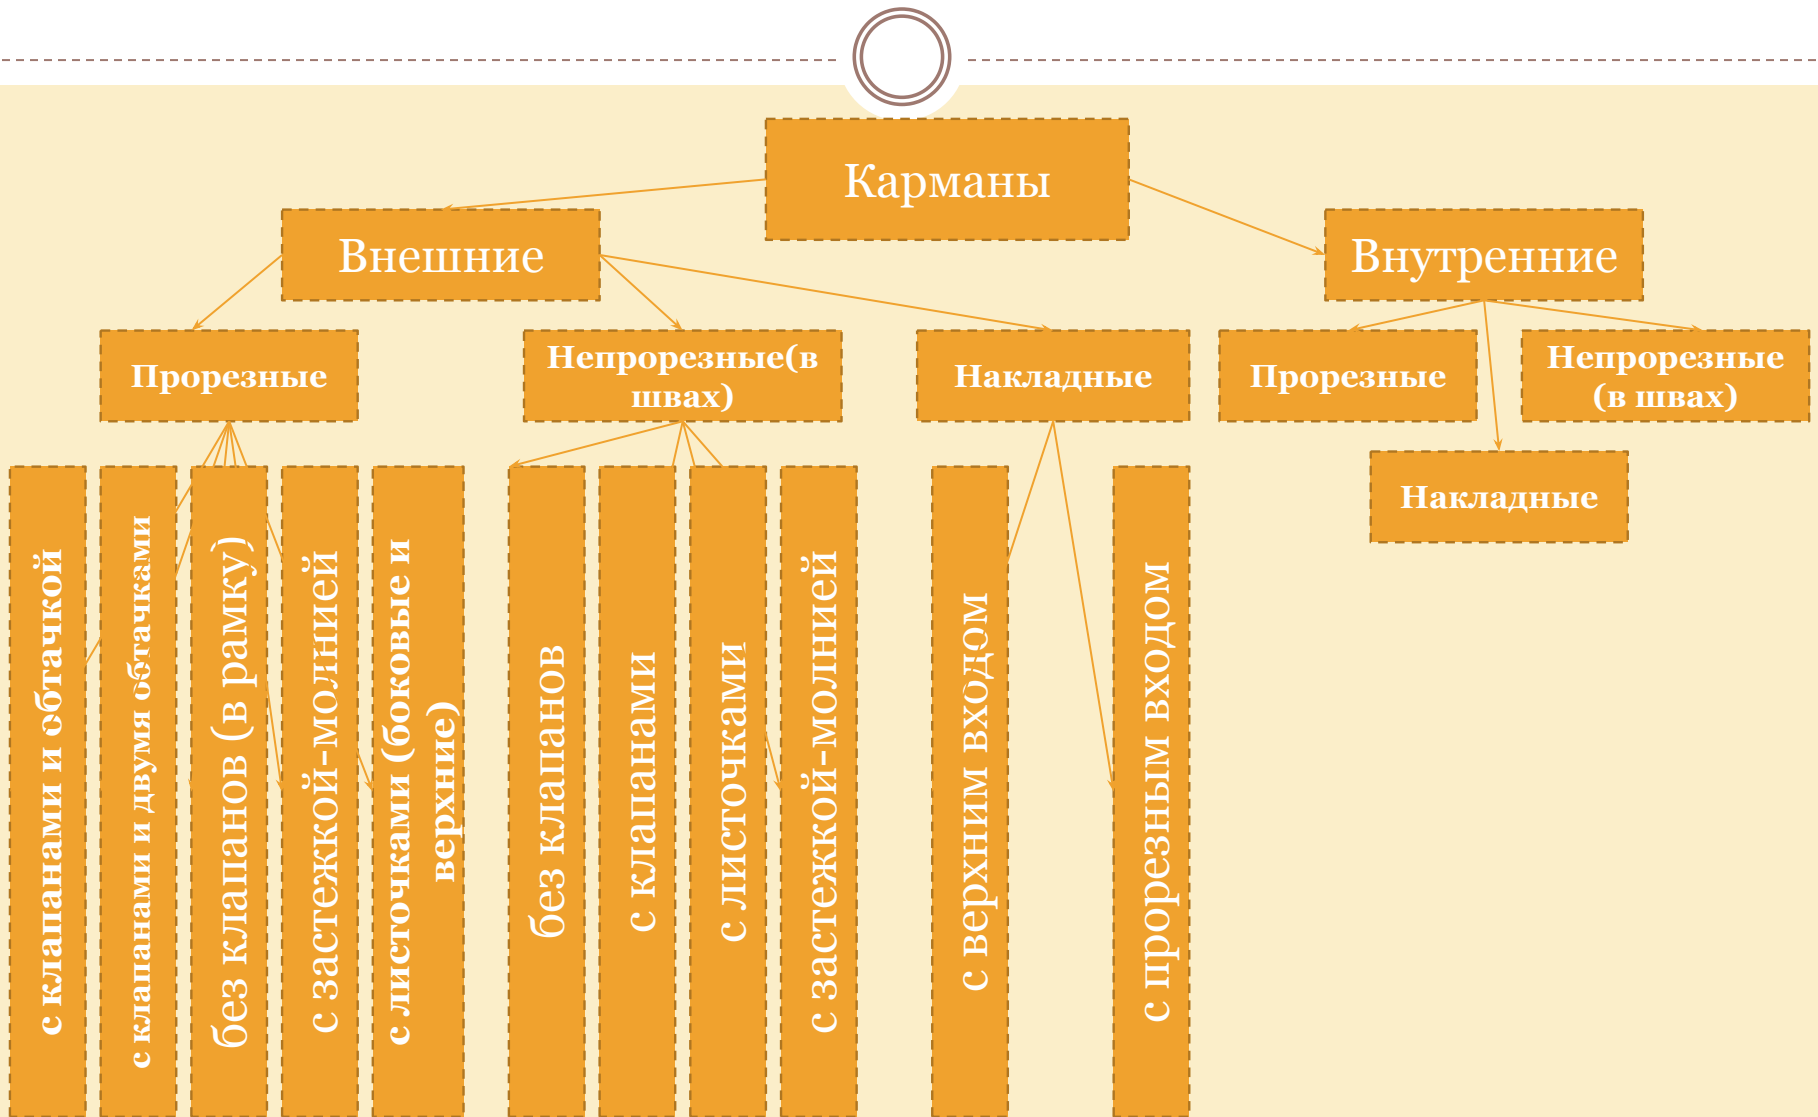 Карманы
Внешние
Внутренние
Прорезные
Непрорезные(в
швах)
Накладные
Прорезные
Непрорезные
(в швах)
Накладные
с клапанами и обтачкой
с клапанами и двумя обтачками
без клапанов (в рамку)
с застежкой-молнией
с листочками (боковые и
верхние)
без клапанов
с клапанами
с листочками
с застежкой-молнией
с верхним входом
с прорезным входом